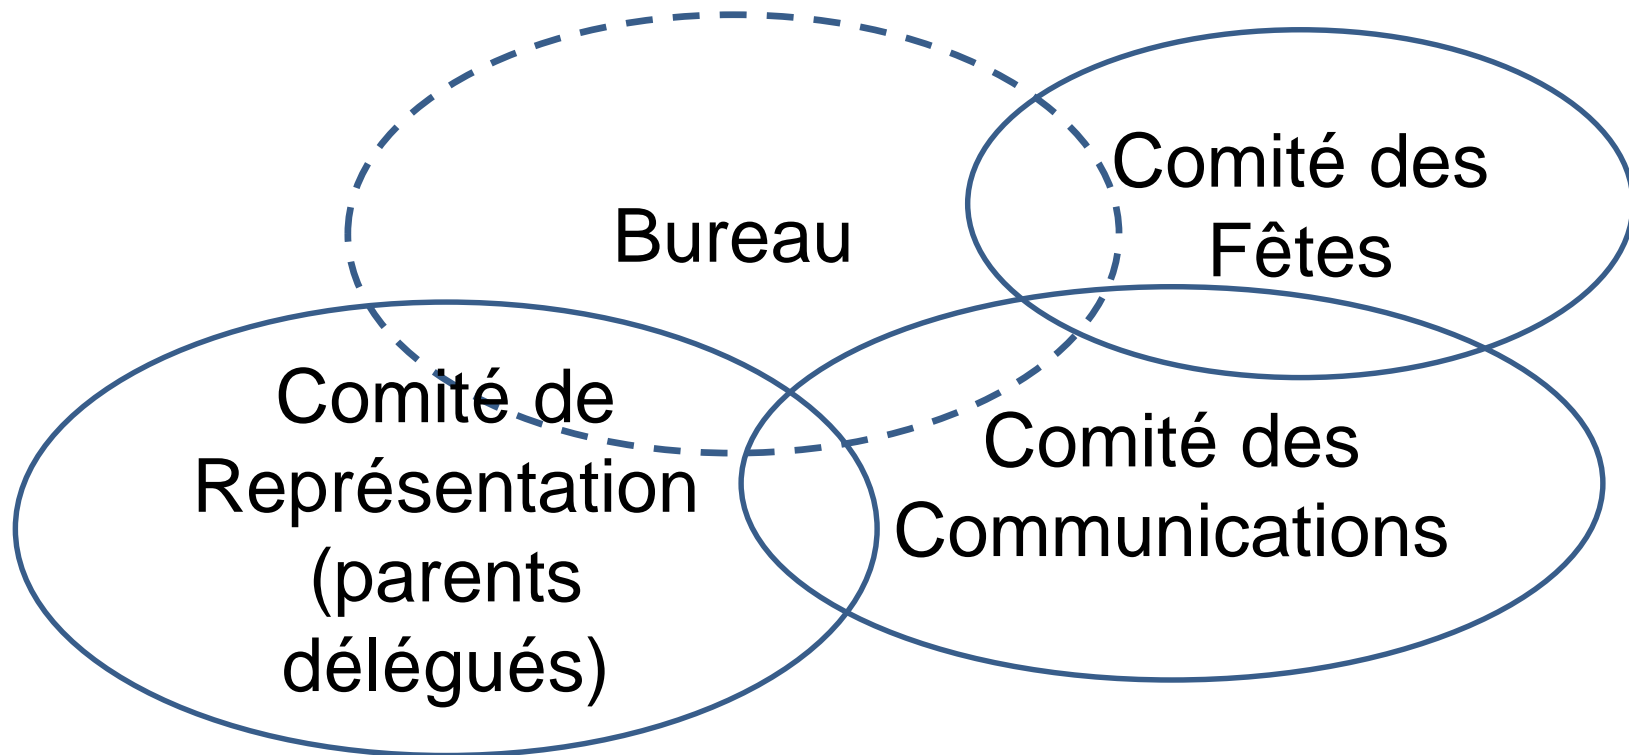 Bureau
Comité des
Fêtes
Comité de
Représentation
(parents
délégués)
Comité des
Communications